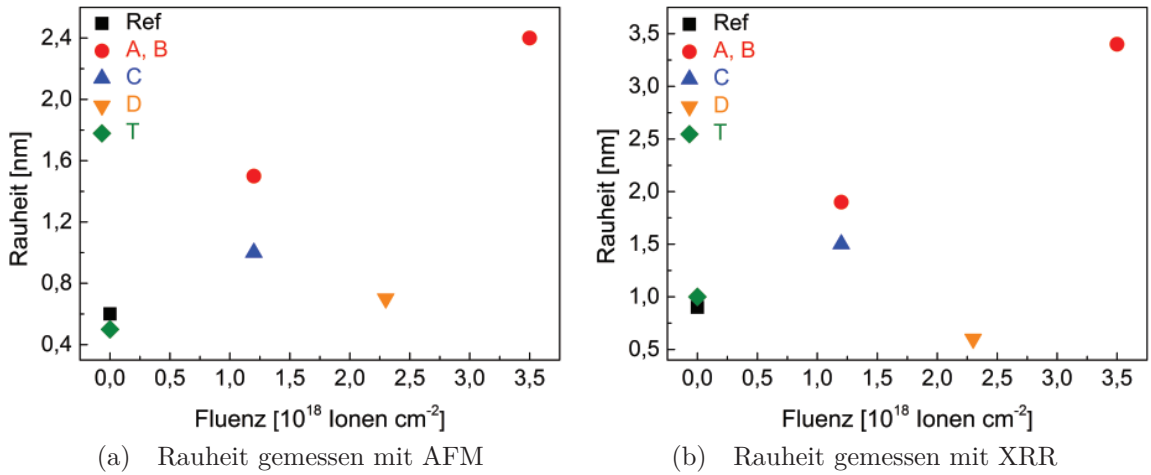 Ref
A, B
C
D
T
2,4
2,0
1,6
1,2
0,8
0,4
Rauheit [nm]
0,0 0,5 1,0 1,5 2,0 2,5 3,0 3,5
Fluenz [10^18 Ionen cm^-2]
(a) Rauheit gemessen mit AFM
Ref
A, B
C
D
T
3,5
3,0
2,5
2,0
1,5
1,0
0,5
Rauheit [nm]
0,0 0,5 1,0 1,5 2,0 2,5 3,0 3,5
Fluenz [10^18 Ionen cm^-2]
(b) Rauheit gemessen mit XRR